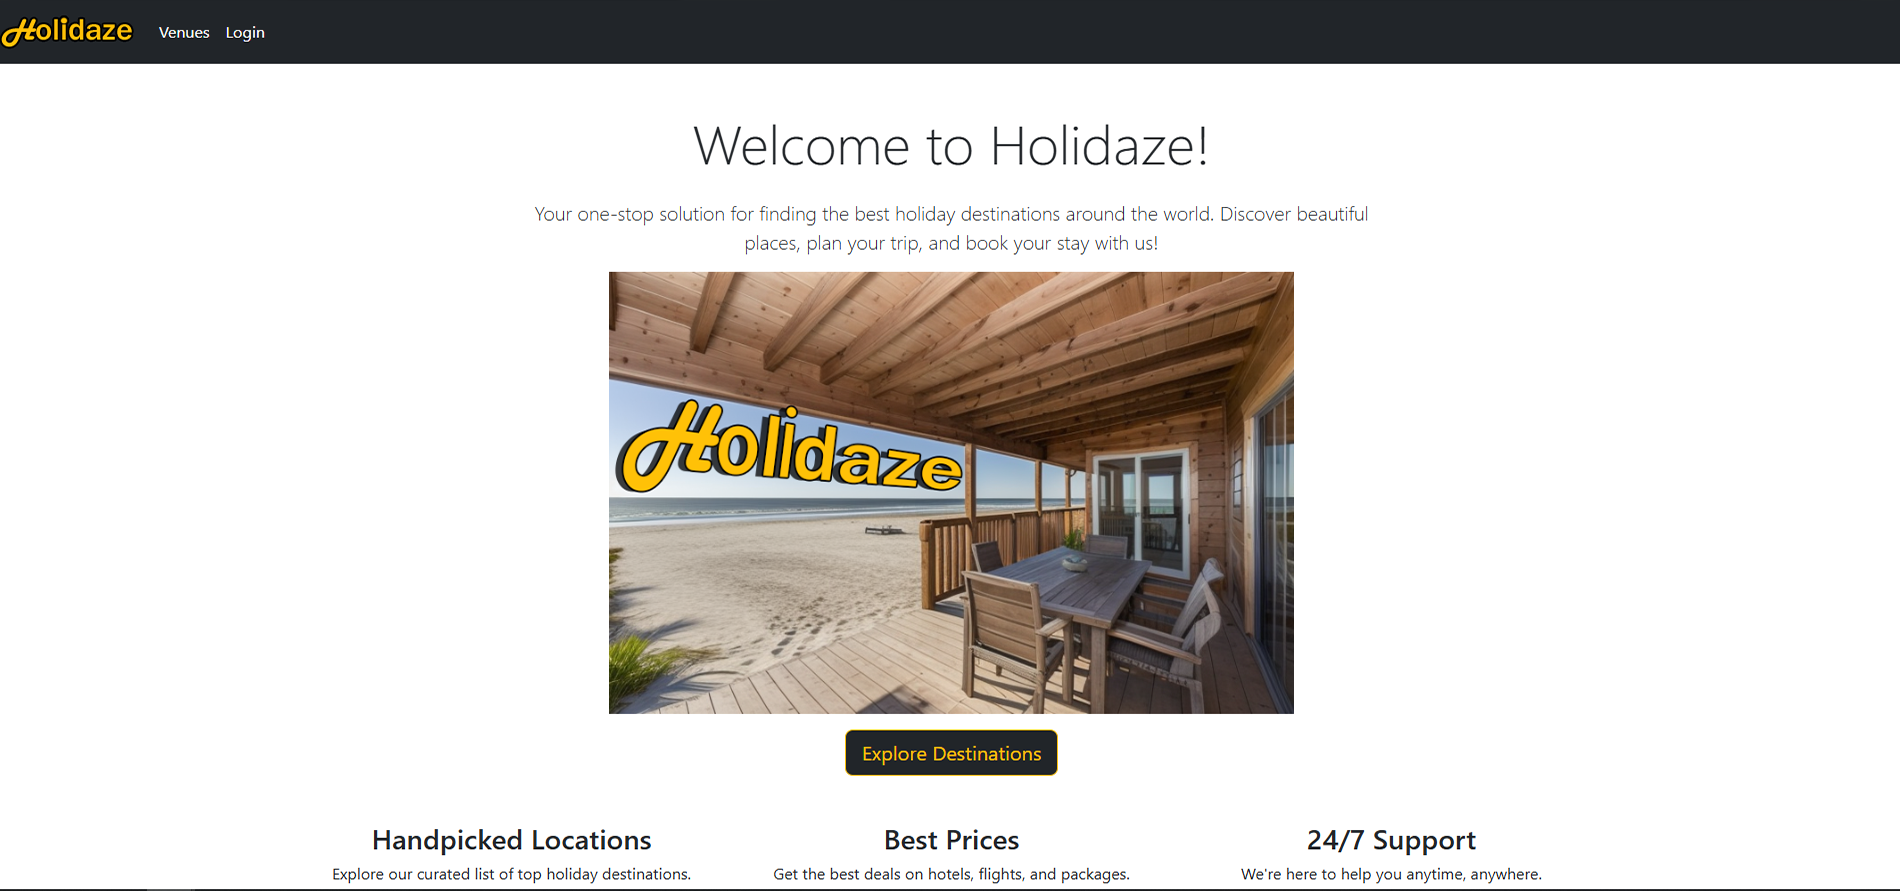 Holidaze
Venues
Login
Welcome to Holidaze!
Your one-stop solution for finding the best holiday destinations around the world. Discover beautiful
places, plan your trip, and book your stay with us!
Holidaze
Explore Destinations
Handpicked Locations
Explore our curated list of top holiday destinations.
Best Prices
Get the best deals on hotels, flights, and packages.
24/7 Support
We're here to help you anytime, anywhere.